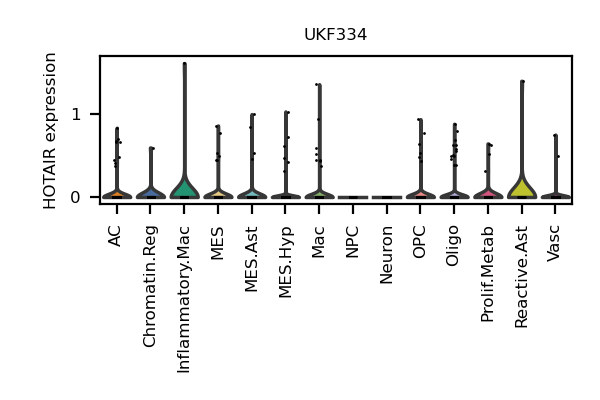 UKF334
HOTAIR expression
1
0
AC
Chromatin.Reg
Inflammatory.Mac
MES
MES.Ast
MES.Hyp
Mac
NPC
Neuron
OPC
Oligo
Prolif.Metab
Reactive.Ast
Vasc